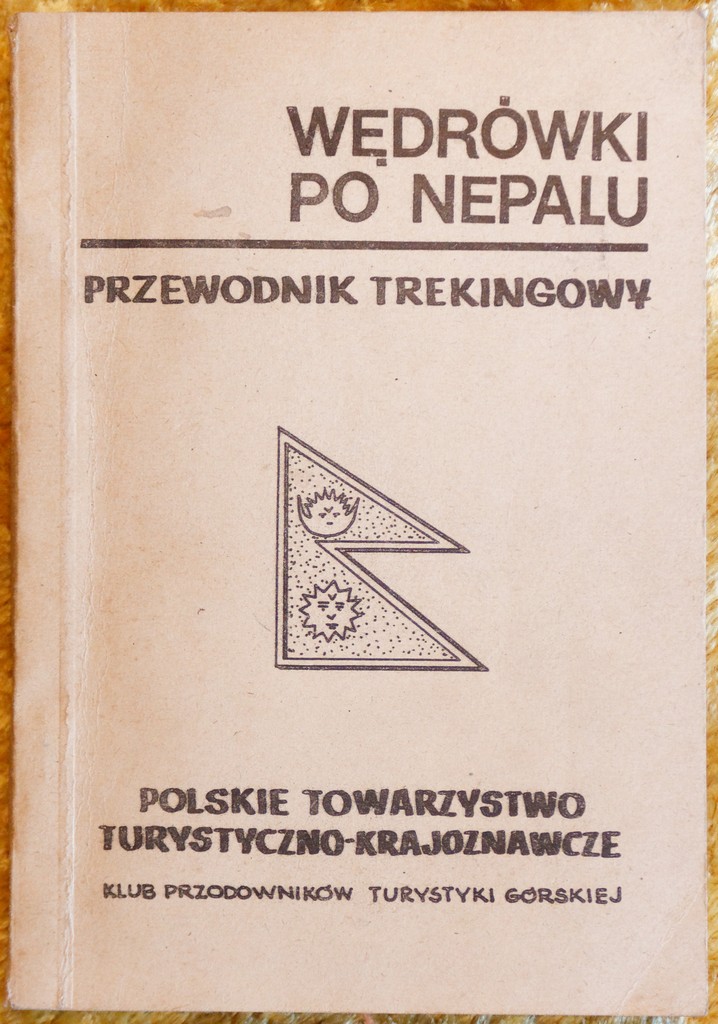 WĘDRÓWKI
PO NEPALU
PRZEWODNIK TREKINGOWY
POLSKIE TOWARZYSTWO
TURYSTYCZNO-KRAJOZNAWCZE
KLUB PRZODOWNIKÓW TURYSTYKI GÓRSKIEJ